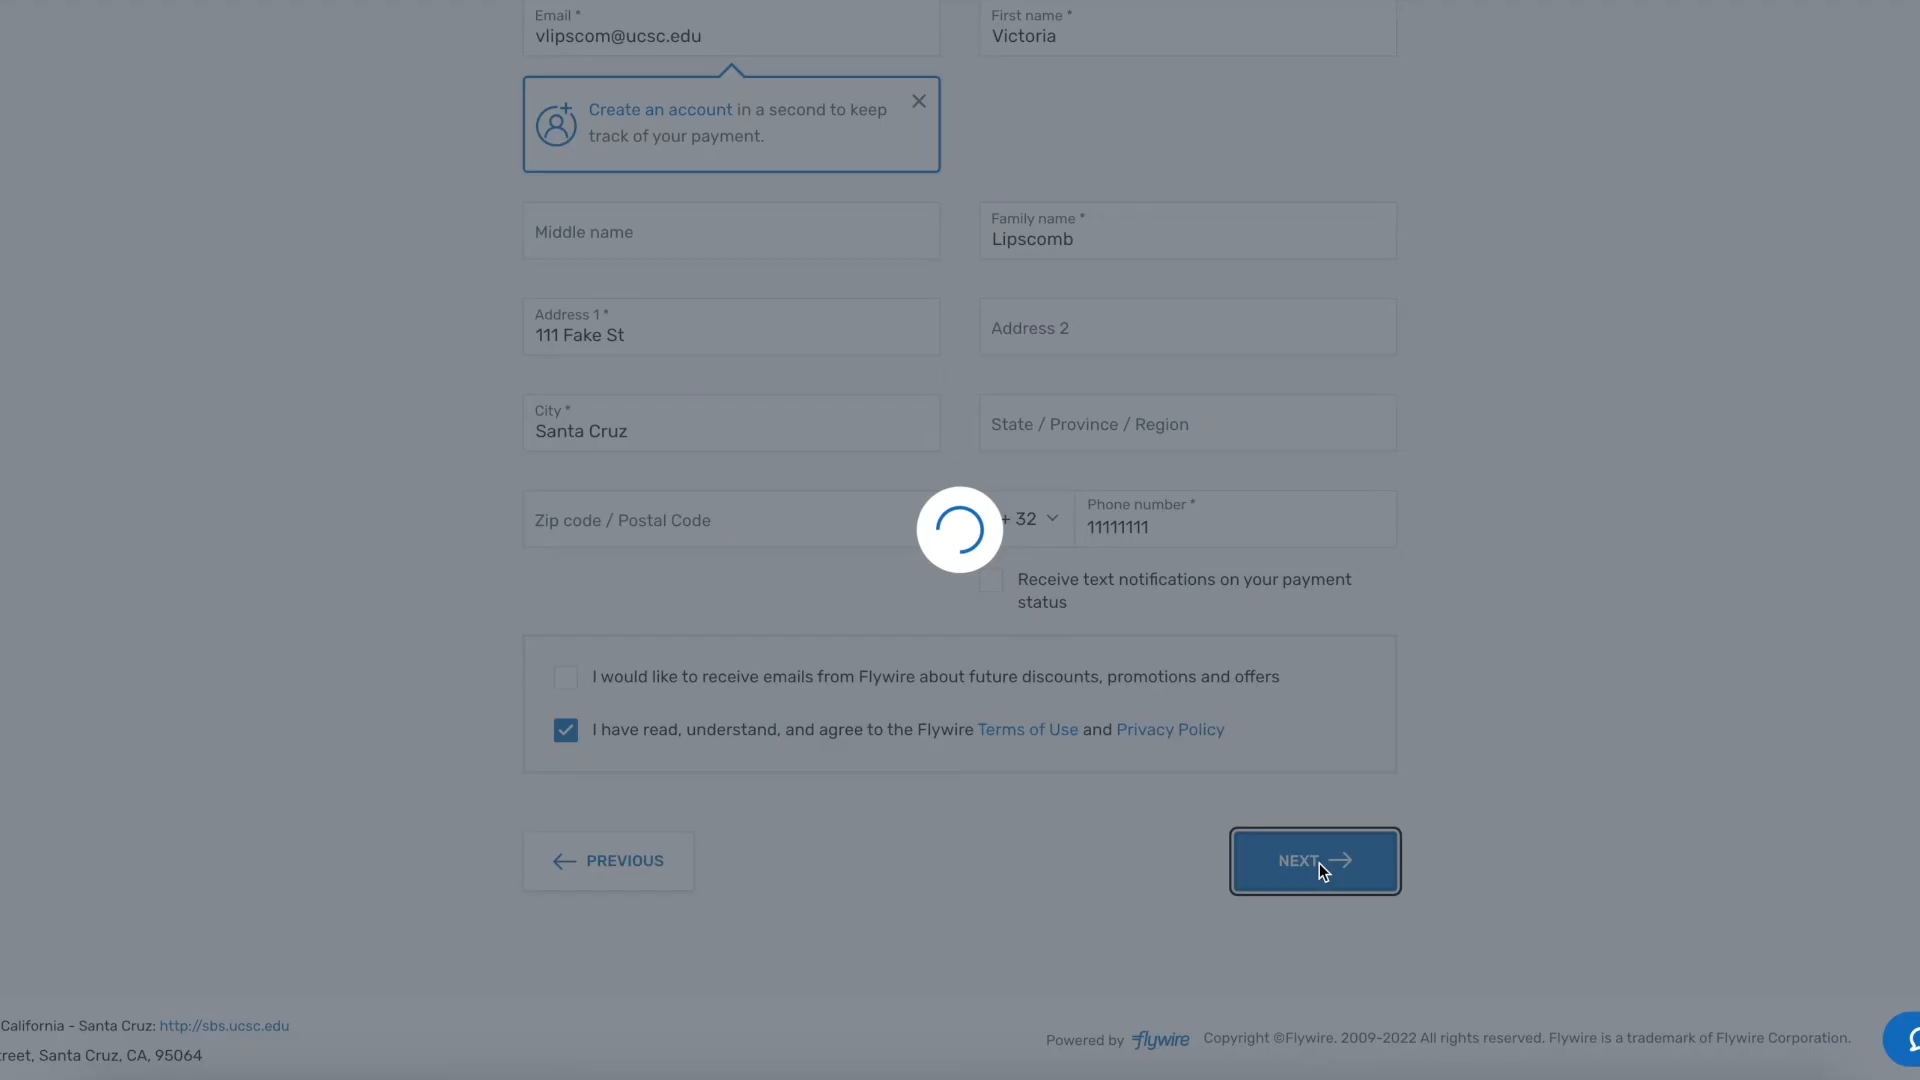 Email *
vlipscom@ucsc.edu
First name *
Victoria
Create an account in a second to keep
track of your payment.
Middle name
Family name *
Lipscomb
Address 1 *
111 Fake St
Address 2
City *
Santa Cruz
State / Province / Region
Zip code / Postal Code
+ 32
Phone number *
11111111
Receive text notifications on your payment
status
I would like to receive emails from Flywire about future discounts, promotions and offers
I have read, understand, and agree to the Flywire Terms of Use and Privacy Policy
PREVIOUS
NEXT
California - Santa Cruz: http://sbs.ucsc.edu
reet, Santa Cruz, CA, 95064
Powered by flywire Copyright ©Flywire. 2009-2022 All rights reserved. Flywire is a trademark of Flywire Corporation.